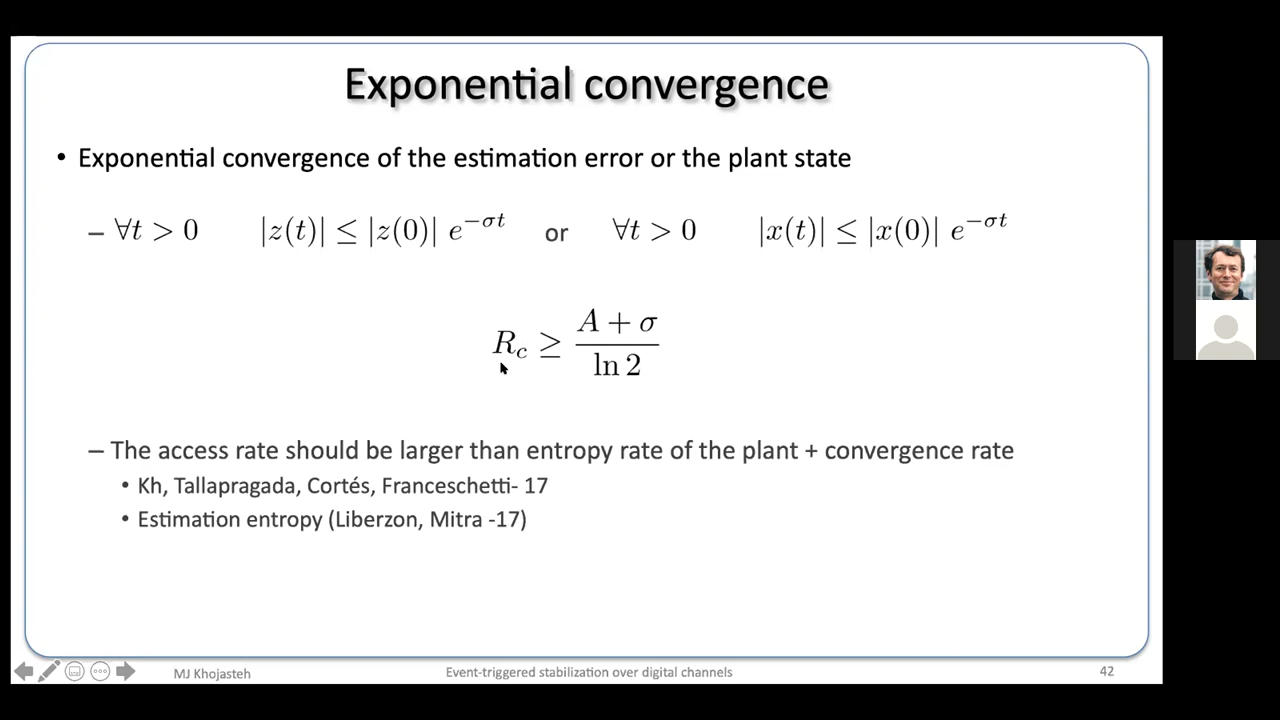 Exponential convergence
• Exponential convergence of the estimation error or the plant state
– ∀t > 0 |z(t)| ≤ |z(0)| e^{−σt} or ∀t > 0 |x(t)| ≤ |x(0)| e^{−σt}
R_c ≥ \frac{A + σ}{\ln 2}
– The access rate should be larger than entropy rate of the plant + convergence rate
• Kh, Tallapragada, Cortés, Franceschetti- 17
• Estimation entropy (Liberzon, Mitra -17)
MJ Khojasteh Event-triggered stabilization over digital channels 42